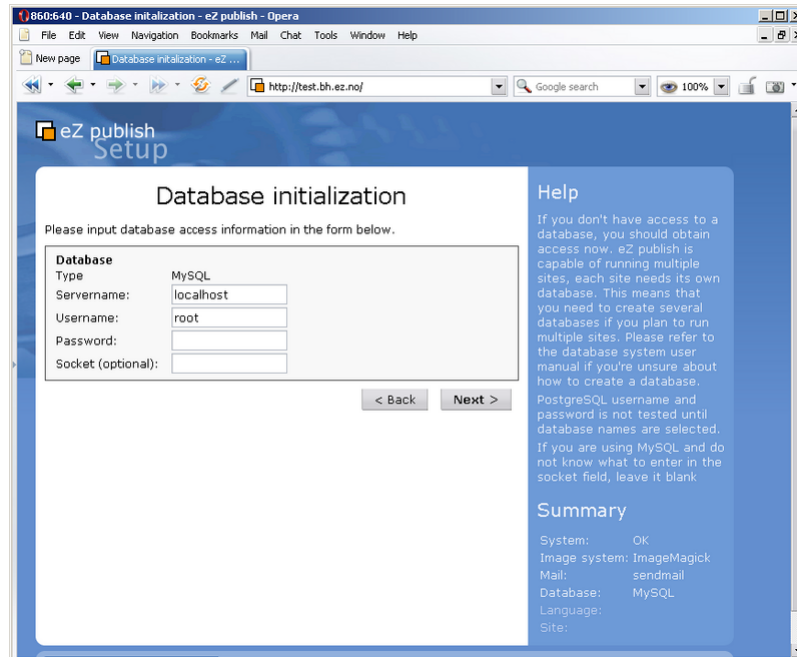 860:640 - Database initalization - eZ publish - Opera
File Edit View Navigation Bookmarks Mail Chat Tools Window Help
New page Database initalization - eZ ...
http://test.bh.ez.no/ Google search 100%
eZ publish
Setup
Database initialization
Please input database access information in the form below.
Database
Type MySQL
Servername: localhost
Username: root
Password:
Socket (optional):
< Back Next >
Help
If you don't have access to a
database, you should obtain
access now. eZ publish is
capable of running multiple
sites, each site needs its own
database. This means that
you need to create several
databases if you plan to run
multiple sites. Please refer to
the database system user
manual if you're unsure about
how to create a database.
PostgreSQL username and
password is not tested until
database names are selected.
If you are using MySQL and do
not know what to enter in the
socket field, leave it blank
Summary
System: OK
Image system: ImageMagick
Mail: sendmail
Database: MySQL
Language:
Site: